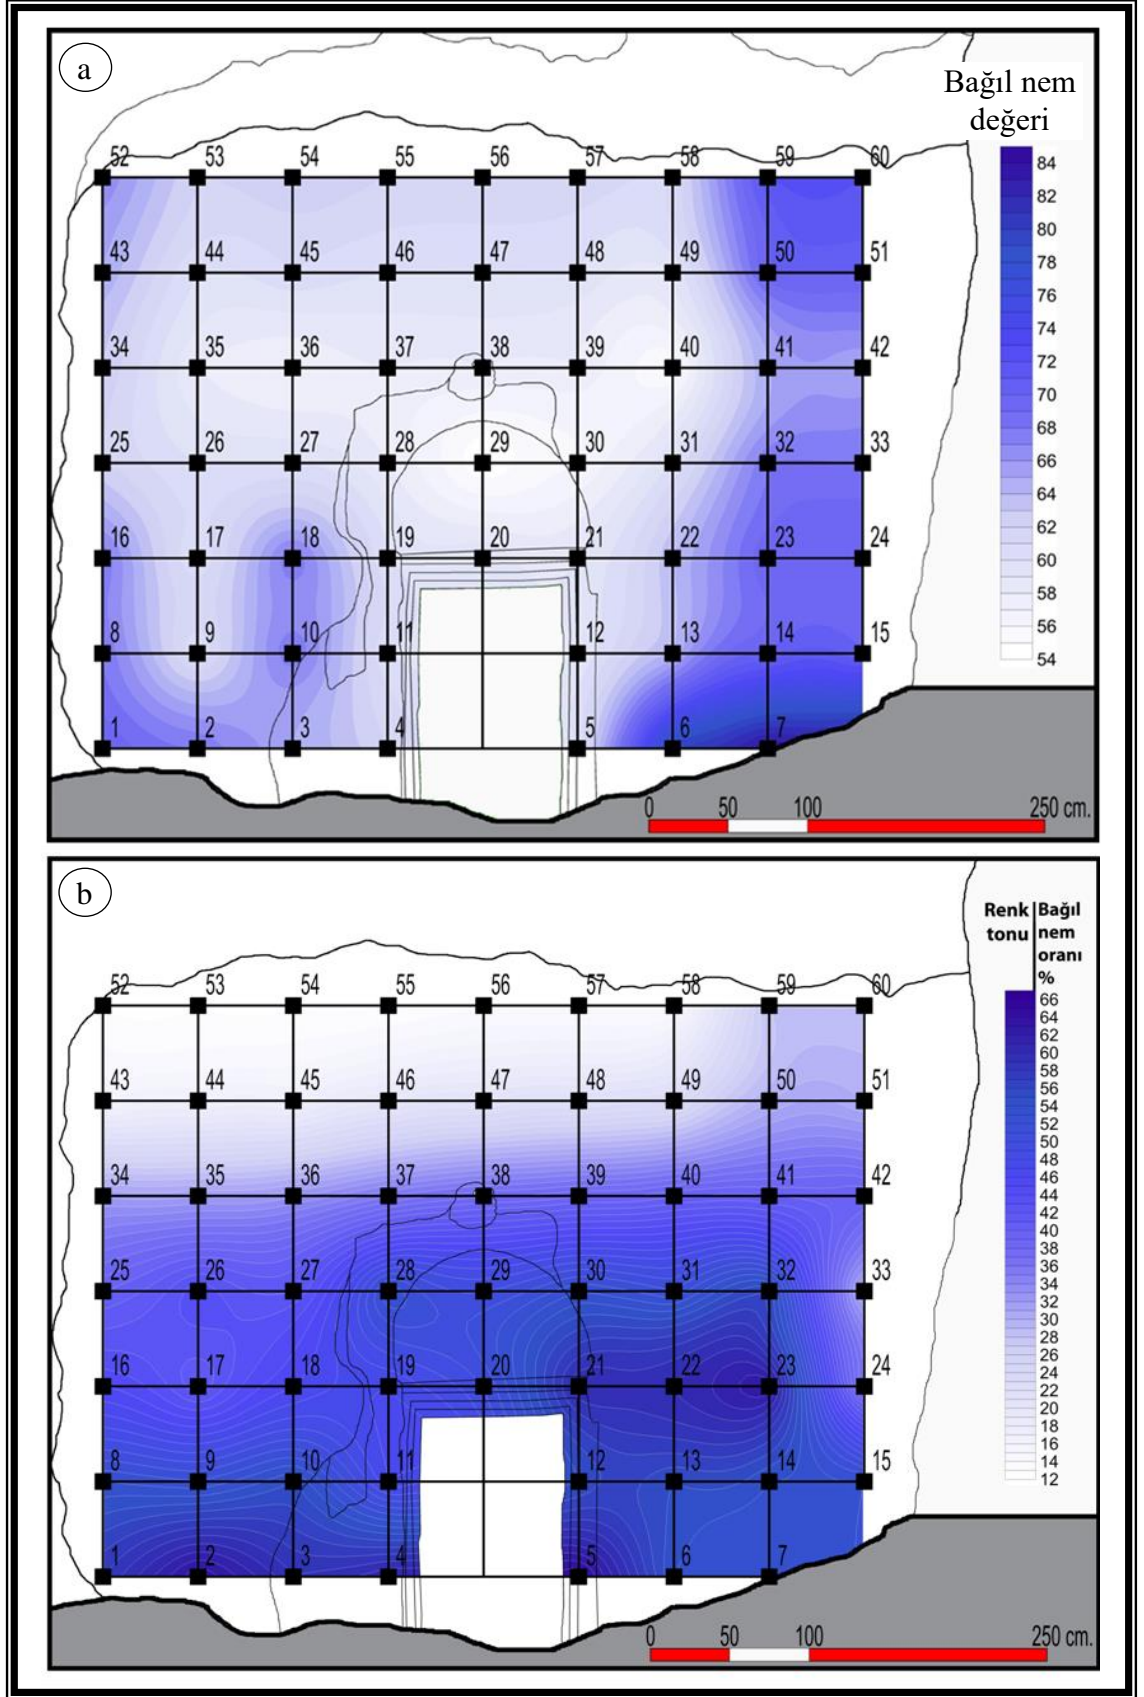 a
Bağıl nem
değeri
52 53 54 55 56 57 58 59 60
43 44 45 46 47 48 49 50 51
34 35 36 37 38 39 40 41 42
25 26 27 28 29 30 31 32 33
16 17 18 19 20 21 22 23 24
8 9 10 11 12 13 14 15
1 2 3 4 5 6 7
84
82
80
78
76
74
72
70
68
66
64
62
60
58
56
54
0 50 100 250 cm.
b
Renk tonu
Bağıl nem oranı %
52 53 54 55 56 57 58 59 60
43 44 45 46 47 48 49 50 51
34 35 36 37 38 39 40 41 42
25 26 27 28 29 30 31 32 33
16 17 18 19 20 21 22 23 24
8 9 10 11 12 13 14 15
1 2 3 4 5 6 7
66
64
62
60
58
56
54
52
50
48
46
44
42
40
38
36
34
32
30
28
26
24
22
20
18
16
14
12
0 50 100 250 cm.